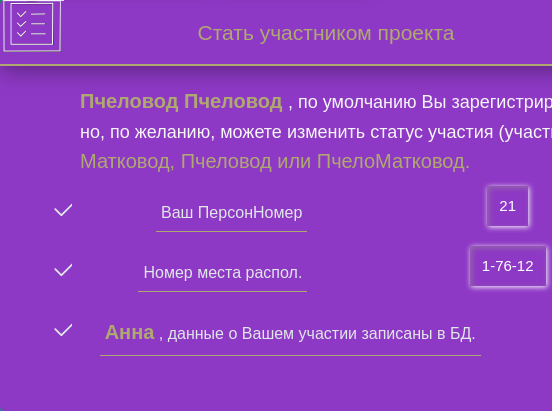 Стать участником проекта
Пчеловод Пчеловод , по умолчанию Вы зарегистрир
но, по желанию, можете изменить статус участия (участ
Матковод, Пчеловод или ПчелоМатковод.
Ваш ПерсонНомер 21
Номер места распол. 1-76-12
Анна , данные о Вашем участии записаны в БД.